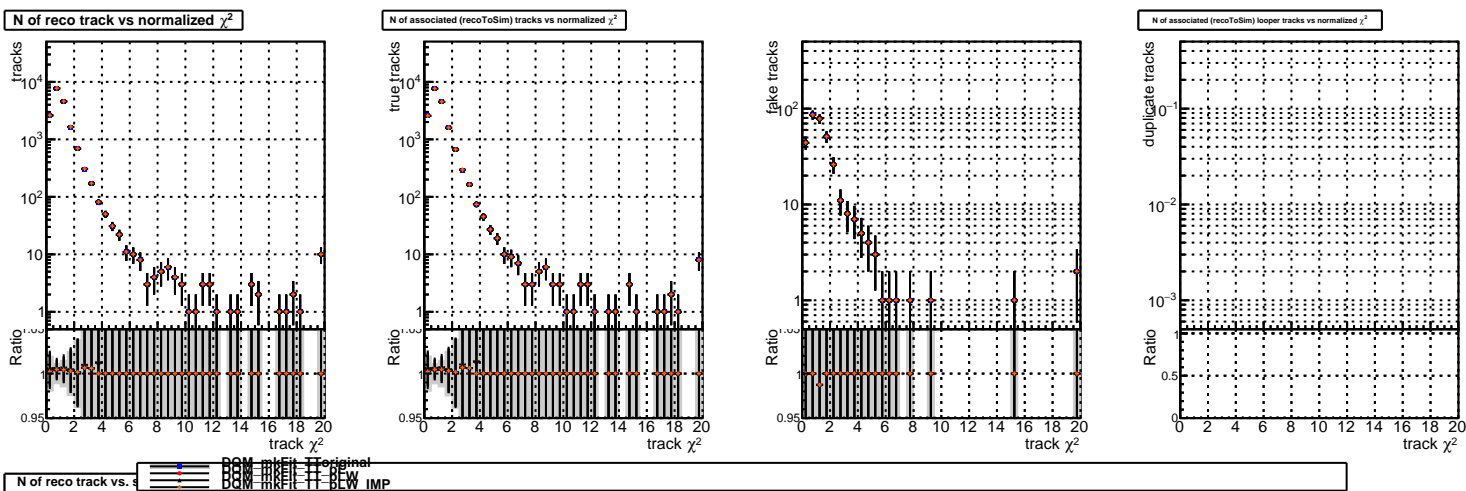 N of reco track vs normalized χ²
N of associated (recoToSim) tracks vs normalized χ²
N of associated (recoToSim) looper tracks vs normalized χ²
tracks
10⁴
10³
10²
10
1
true tracks
10⁴
10³
10²
10
1
fake tracks
10²
10
1
duplicate tracks
10⁻¹
10⁻²
10⁻³
Ratio
1
0.95
Ratio
1
0.95
Ratio
1
0.95
Ratio
1
0.5
0
0 2 4 6 8 10 12 14 16 18 20
0 2 4 6 8 10 12 14 16 18 20
0 2 4 6 8 10 12 14 16 18 20
0 2 4 6 8 10 12 14 16 18 20
track χ²
track χ²
track χ²
track χ²
DQM_mkFit_TToriginal
DQM_mkFit_TT_pLW
DQM_mkFit_TT_pLW_IMP
N of reco track vs.